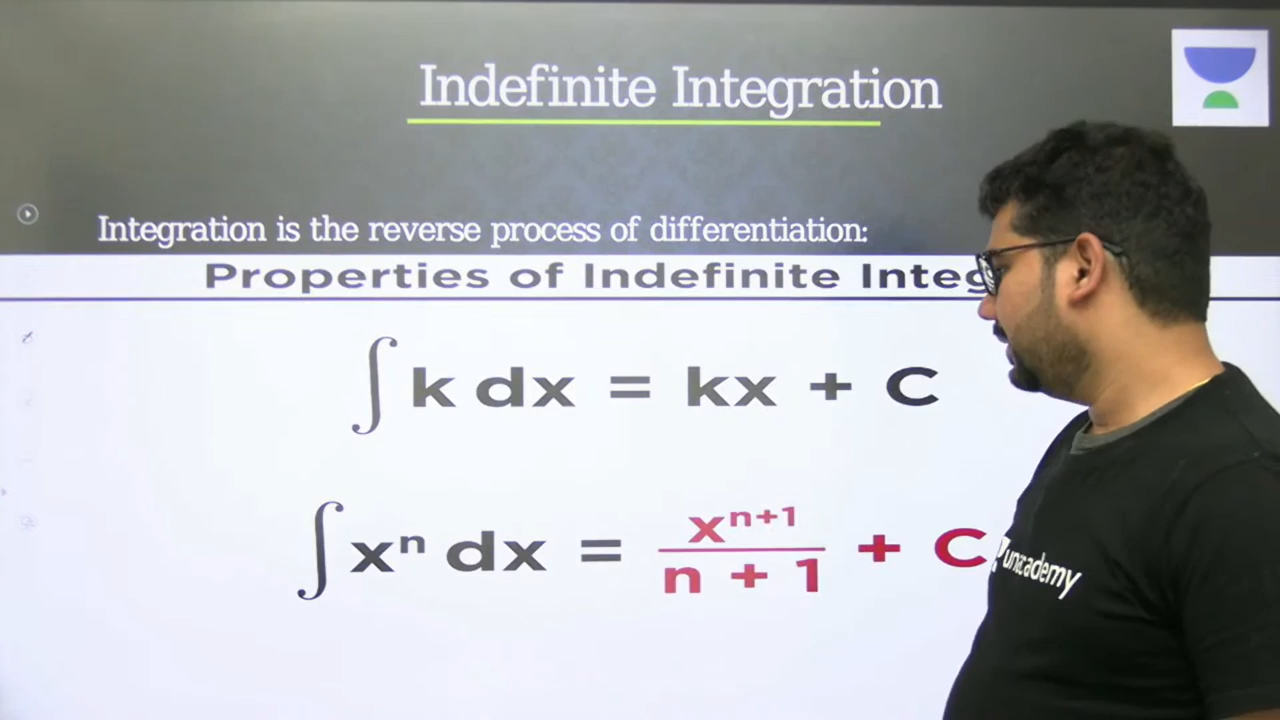 Indefinite Integration
Integration is the reverse process of differentiation:
Properties of Indefinite Integ
∫ k dx = kx + C
∫ xⁿ dx = xⁿ⁺¹ / n + 1 + C
unacademy